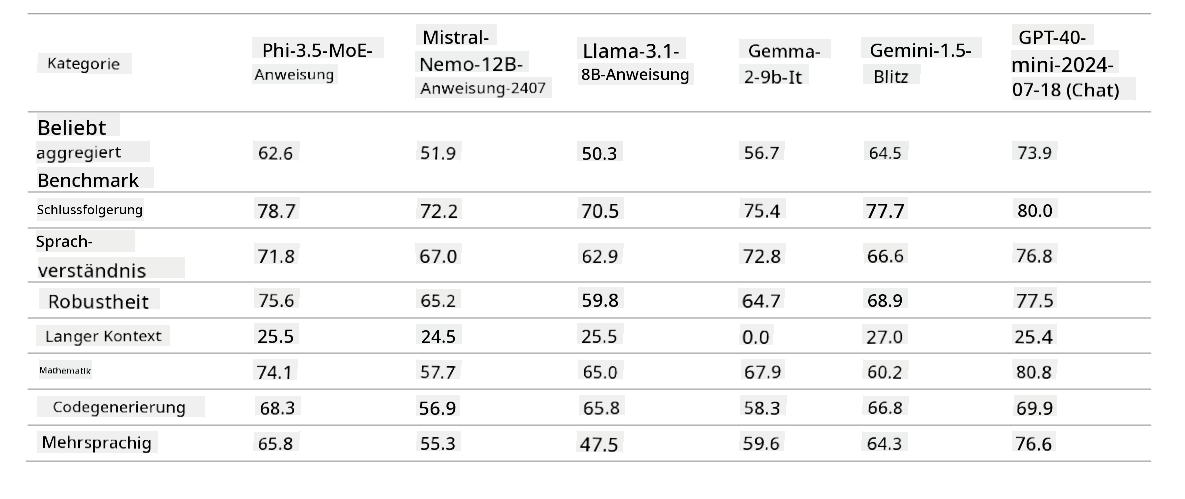 Kategorie
Phi-3.5-MoE-
Anweisung
Mistral-
Nemo-12B-
Anweisung-2407
Llama-3.1-
8B-Anweisung
Gemma-
2-9b-It
Gemini-1.5-
Blitz
GPT-40-
mini-2024-
07-18 (Chat)
Beliebt
aggregiert
Benchmark
62.6
51.9
50.3
56.7
64.5
73.9
Schlussfolgerung
78.7
72.2
70.5
75.4
77.7
80.0
Sprach-
verständnis
71.8
67.0
62.9
72.8
66.6
76.8
Robustheit
75.6
65.2
59.8
64.7
68.9
77.5
Langer Kontext
25.5
24.5
25.5
0.0
27.0
25.4
Mathematik
74.1
57.7
65.0
67.9
60.2
80.8
Codegenerierung
68.3
56.9
65.8
58.3
66.8
69.9
Mehrsprachig
65.8
55.3
47.5
59.6
64.3
76.6